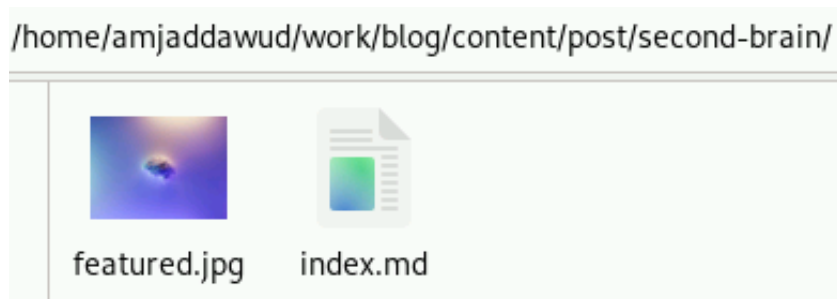 /home/amjaddawud/work/blog/content/post/second-brain/
featured.jpg index.md